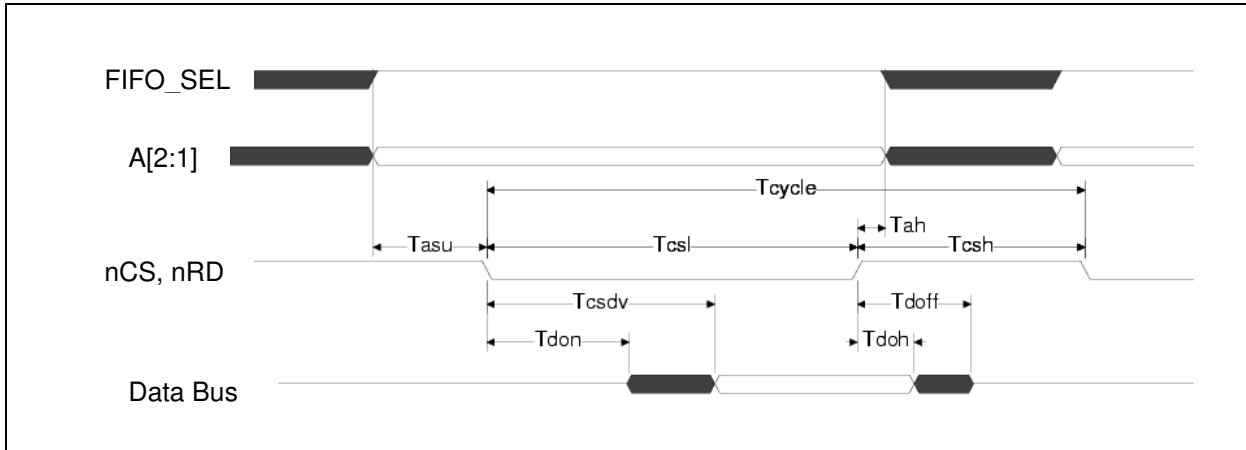 FIFO_SEL
A[2:1]
Tcycle
Tah
Tasu
Tcsl
Tcsh
nCS, nRD
Tcsdv
Tdoff
Tdon
Tdoh
Data Bus